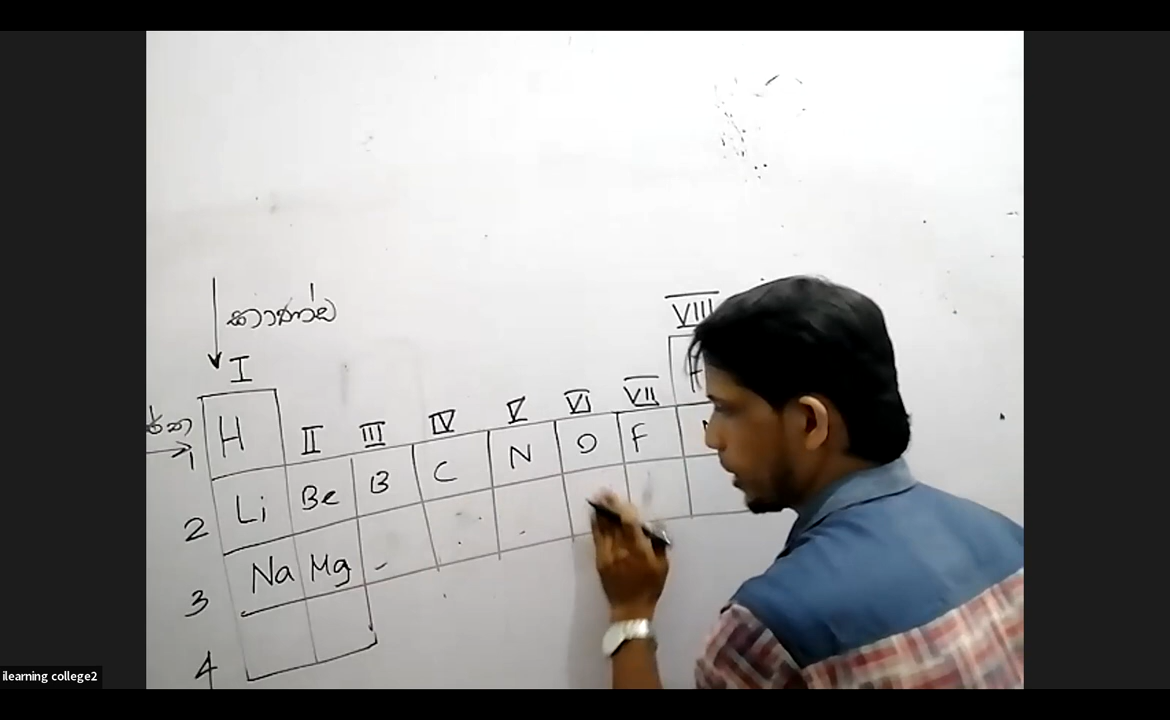 කාණ්ඩ
I
VIII
II III IV V VI VII
1 H
2 Li Be B C N O F
3 Na Mg
4
ilearning college2